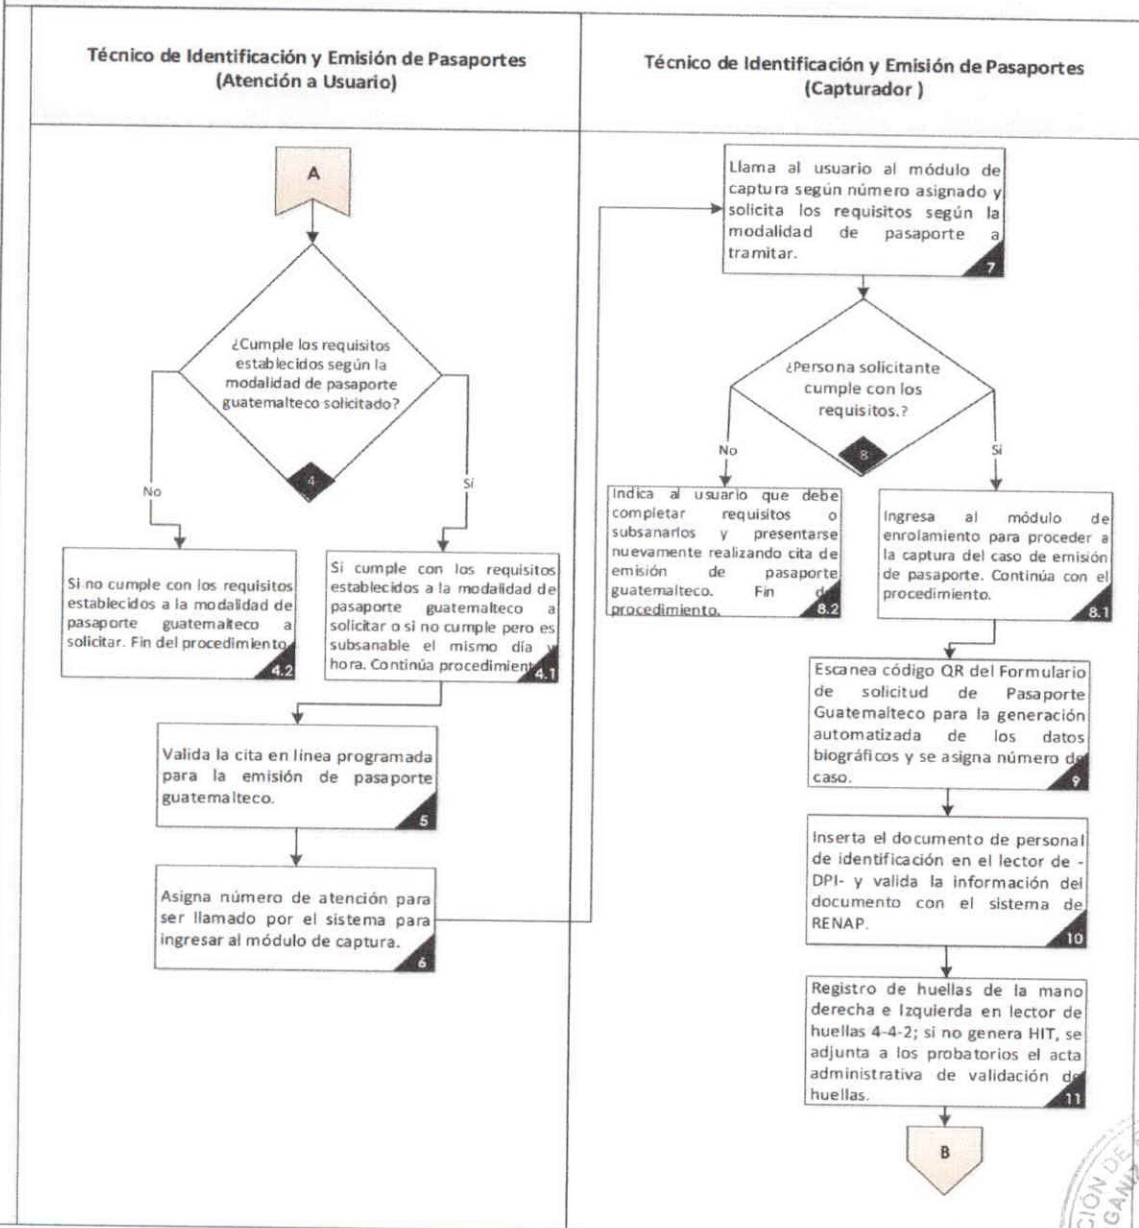 Técnico de Identificación y Emisión de Pasaportes
(Atención a Usuario)
A
¿Cumple los requisitos
establecidos según la
modalidad de pasaporte
guatemalteco solicitado?
4
No
Sí
Si no cumple con los requisitos
establecidos a la modalidad de
pasaporte guatemalteco a
solicitar. Fin del procedimiento
4.2
Si cumple con los requisitos
establecidos a la modalidad de
pasaporte guatemalteco a
solicitar o si no cumple pero es
subsanable el mismo día y
hora. Continúa procedimient
4.1
Valida la cita en línea programada
para la emisión de pasaporte
guatemalteco.
5
Asigna número de atención para
ser llamado por el sistema para
ingresar al módulo de captura.
6
Técnico de Identificación y Emisión de Pasaportes
(Capturador )
Llama al usuario al módulo de
captura según número asignado y
solicita los requisitos según la
modalidad de pasaporte a
tramitar.
7
¿Persona solicitante
cumple con los
requisitos.?
8
No
Sí
Indica al usuario que debe
completar requisitos o
subsanarlos y presentarse
nuevamente realizando cita de
emisión de pasaporte
guatemalteco. Fin de
procedimiento.
8.2
Ingresa al módulo de
enrolamiento para proceder a
la captura del caso de emisión
de pasaporte. Continúa con el
procedimiento.
8.1
Escanea código QR del Formulario
de solicitud de Pasaporte
Guatemalteco para la generación
automatizada de los datos
biográficos y se asigna número de
caso.
9
Inserta el documento de personal
de identificación en el lector de -
DPI- y valida la información del
documento con el sistema de
RENAP.
10
Registro de huellas de la mano
derecha e Izquierda en lector de
huellas 4-4-2; si no genera HIT, se
adjunta a los probatorios el acta
administrativa de validación de
huellas.
11
B